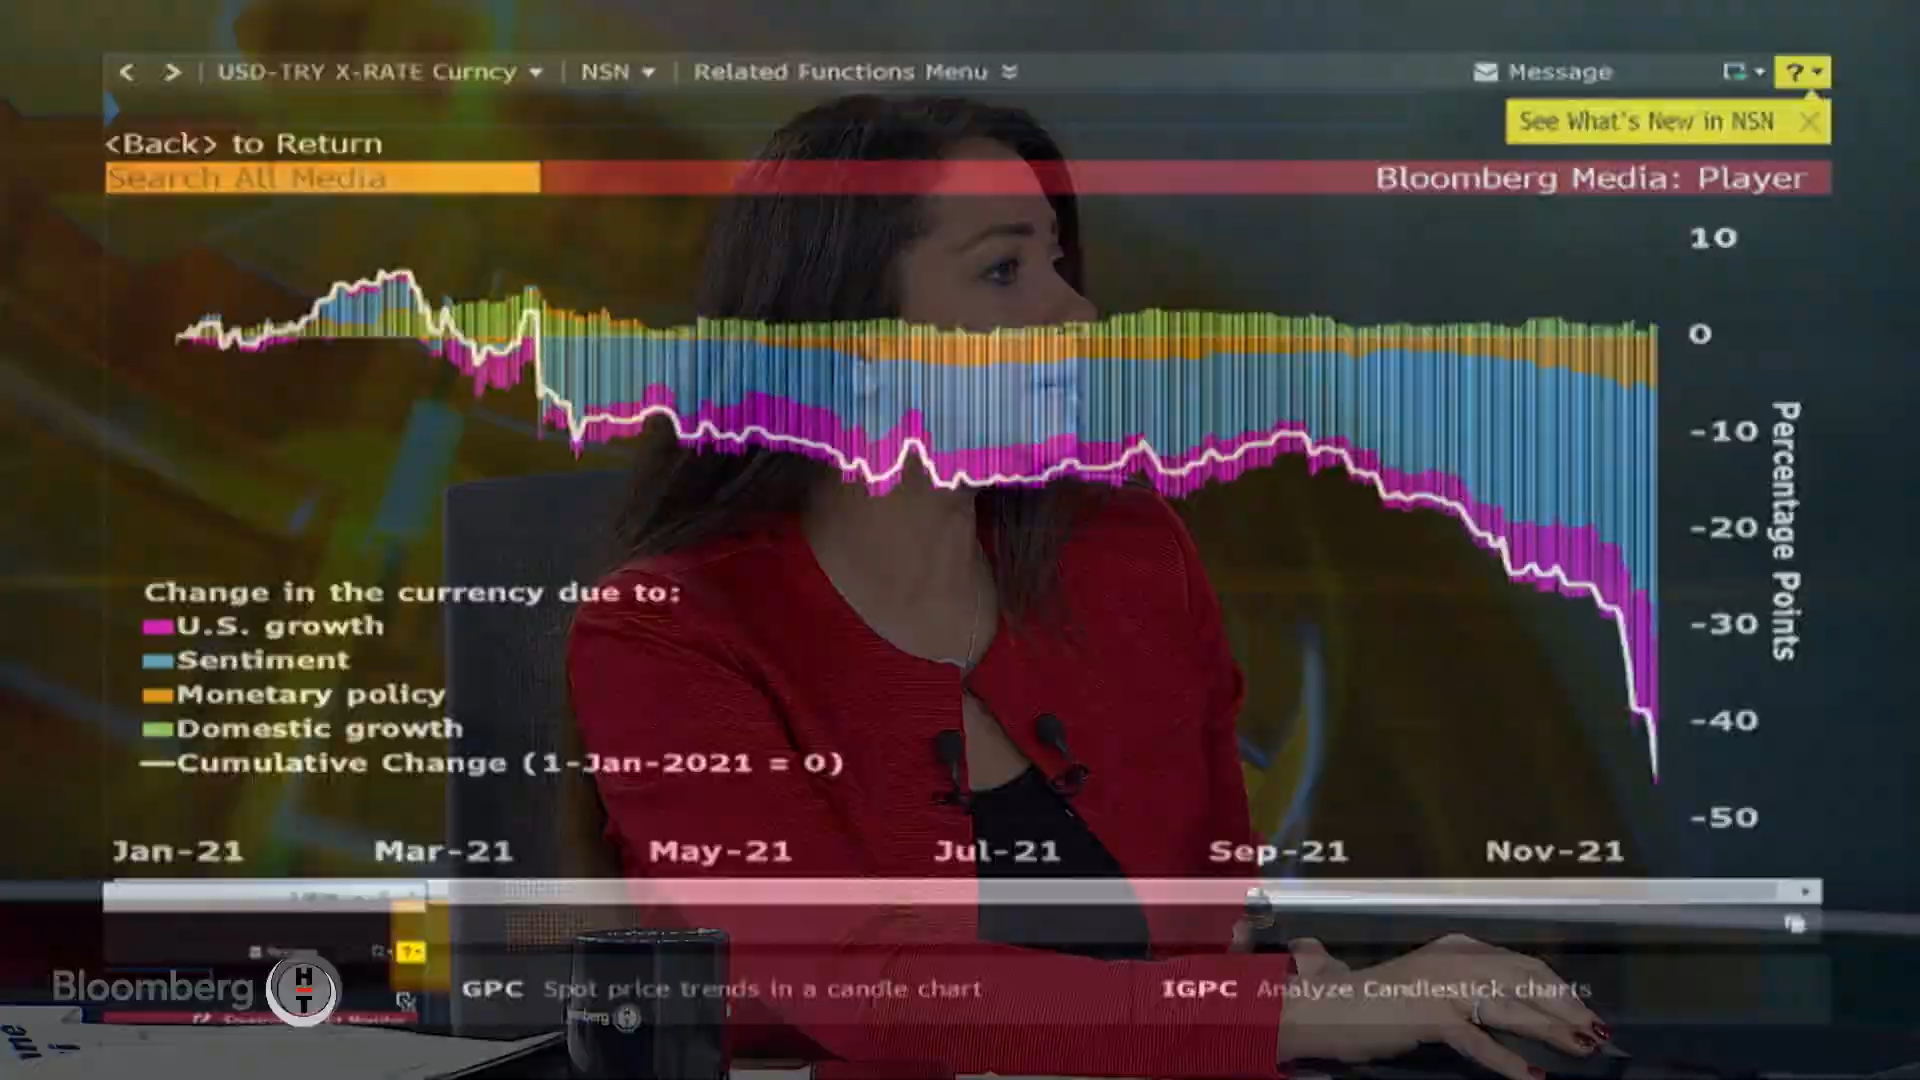 USD-TRY X-RATE Curncy NSN Related Functions Menu Message ?
See What's New in NSN
<Back> to Return
Search All Media Bloomberg Media: Player
10
0
-10
-20
-30
-40
-50
Percentage Points
Change in the currency due to:
U.S. growth
Sentiment
Monetary policy
Domestic growth
Cumulative Change (1-Jan-2021 = 0)
Jan-21 Mar-21 May-21 Jul-21 Sep-21 Nov-21
Bloomberg HT
GPC Spot price trends in a candle chart IGPC Analyze Candlestick charts